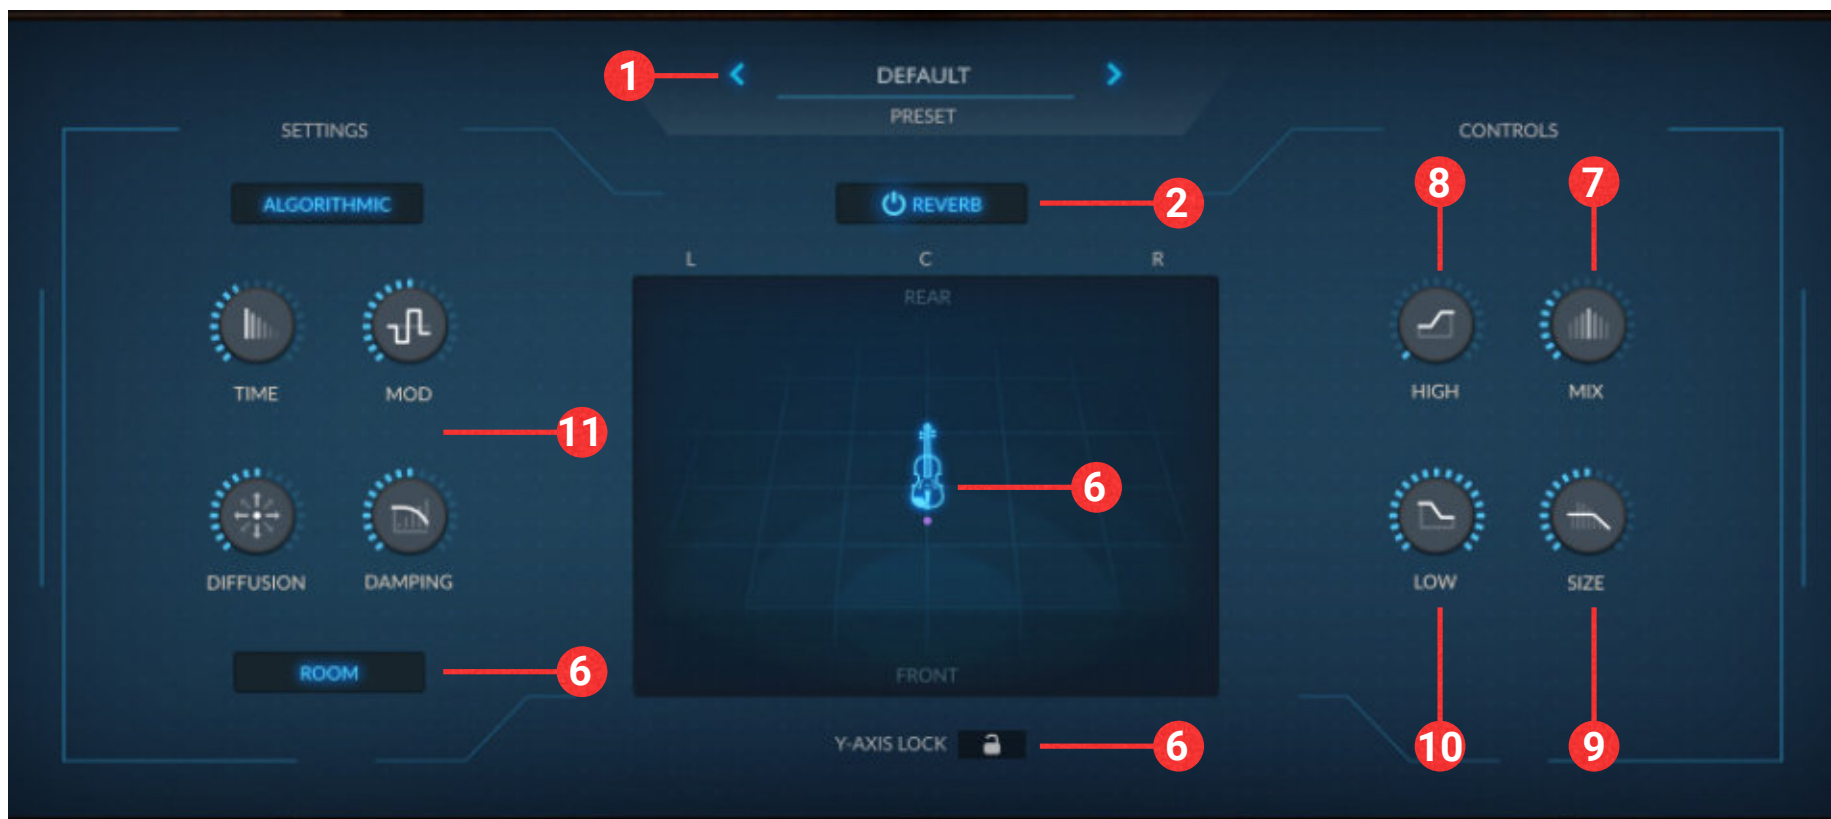 1
DEFAULT
PRESET
SETTINGS
CONTROLS
ALGORITHMIC
REVERB
2
8
7
L
C
R
REAR
TIME
MOD
HIGH
MIX
11
6
DIFFUSION
DAMPING
LOW
SIZE
ROOM
6
FRONT
Y-AXIS LOCK
6
10
9